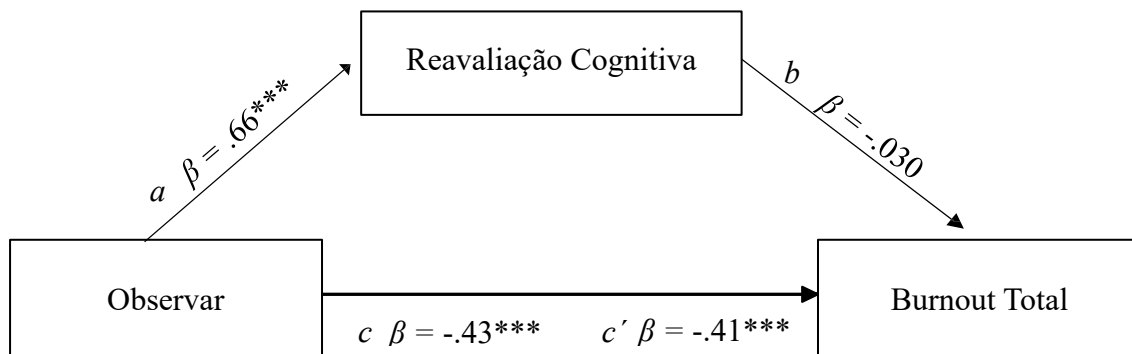 Reavaliação Cognitiva
a β = .66***
b β = -.030
Observar
Burnout Total
c β = -.43*** c´ β = -.41***